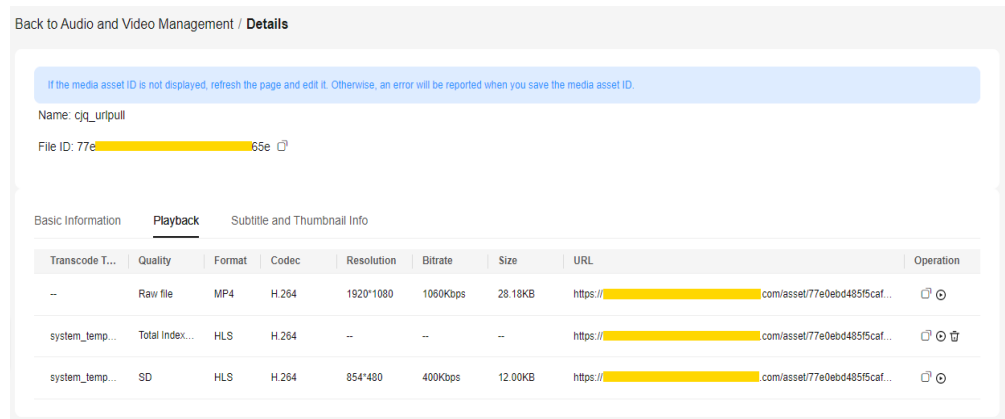 Back to Audio and Video Management / Details
If the media asset ID is not displayed, refresh the page and edit it. Otherwise, an error will be reported when you save the media asset ID.
Name: cjq_urlpull
File ID: 77e 65e
Basic Information Playback Subtitle and Thumbnail Info
Transcode T... Quality Format Codec Resolution Bitrate Size URL Operation
-- Raw file MP4 H.264 1920*1080 1060Kbps 28.18KB https:// com/asset/77e0ebd485f5caf...
system_temp... Total Index... HLS H.264 -- -- -- https:// .com/asset/77e0ebd485f5caf...
system_temp... SD HLS H.264 854*480 400Kbps 12.00KB https:// .com/asset/77e0ebd485f5caf...